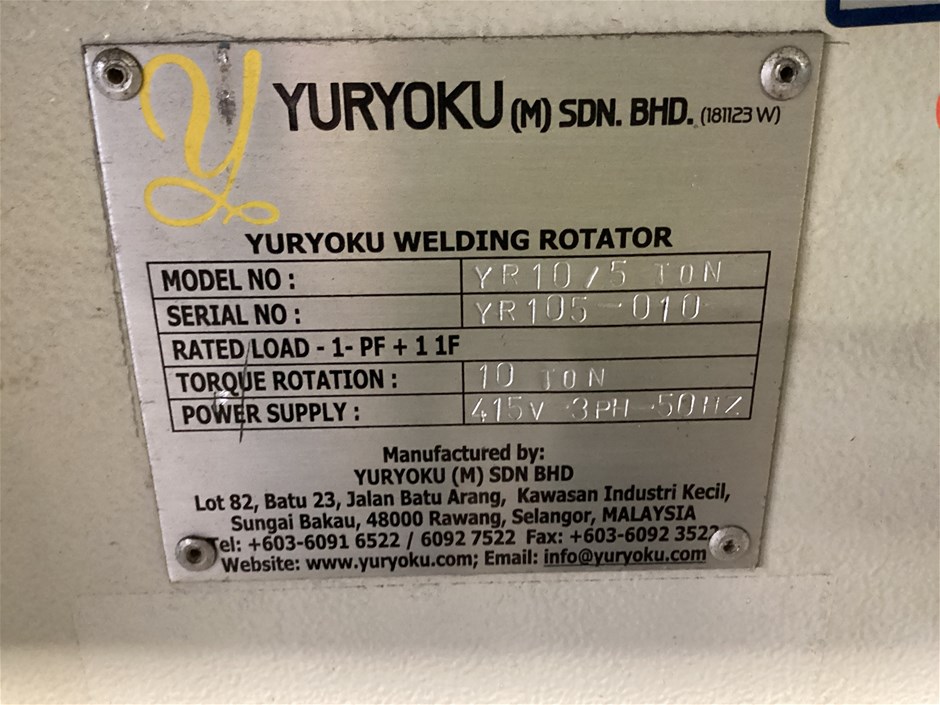 Y YURYOKU (M) SDN. BHD. (181123 W)
YURYOKU WELDING ROTATOR
MODEL NO : YR10/5 TON
SERIAL NO : YR105-010
RATED LOAD - 1- PF + 1 1F
TORQUE ROTATION : 10 TON
POWER SUPPLY : 415V 3PH-50HZ
Manufactured by:
YURYOKU (M) SDN BHD
Lot 82, Batu 23, Jalan Batu Arang, Kawasan Industri Kecil,
Sungai Bakau, 48000 Rawang, Selangor, MALAYSIA
Tel: +603-6091 6522 / 6092 7522 Fax: +603-6092 3522
Website: www.yuryoku.com; Email: info@yuryoku.com